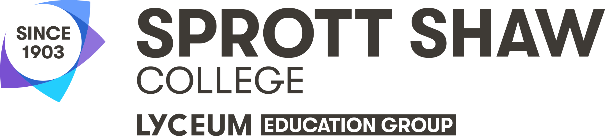 SINCE
1903
SPROTT SHAW
COLLEGE
LYCEUM EDUCATION GROUP